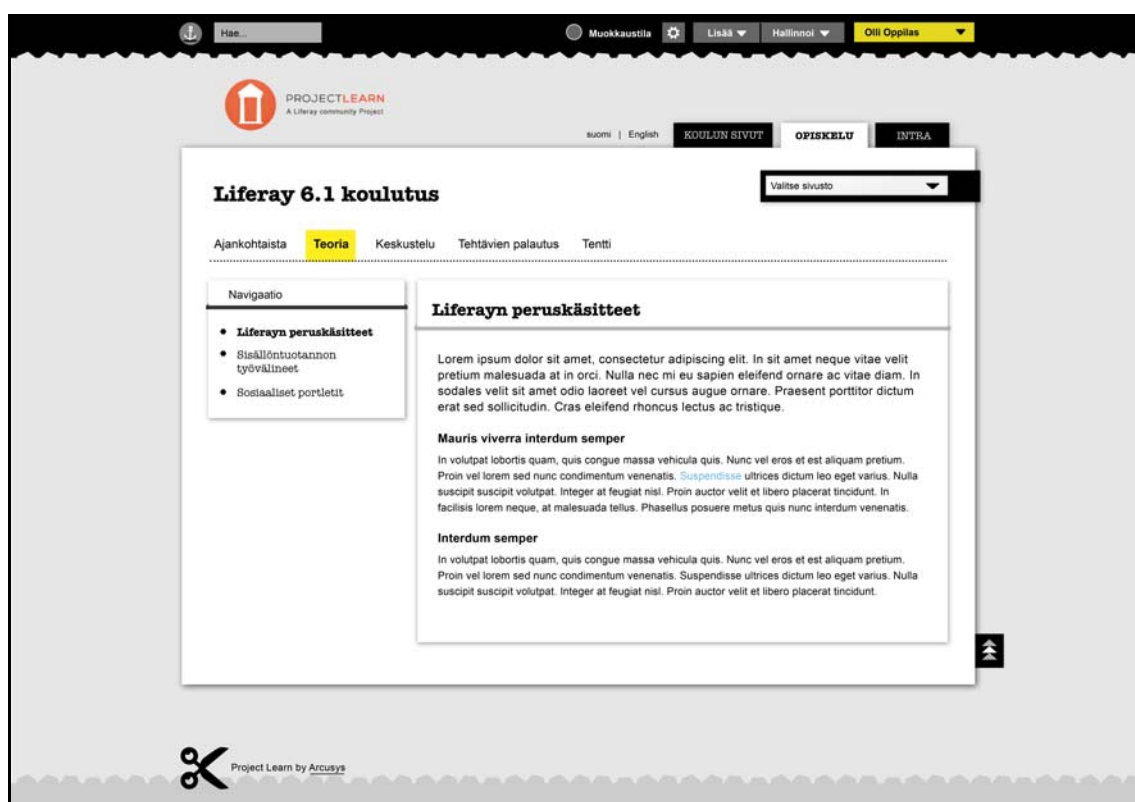 Hae...
Muokkaustila
Lisää
Hallinnoi
Olli Oppilas
PROJECTLEARN
A Liferay community Project
suomi | English
KOULUN SIVUT
OPISKELU
INTRA
Liferay 6.1 koulutus
Valitse sivusto
Ajankohtaista
Teoria
Keskustelu
Tehtävien palautus
Tentti
Navigaatio
Liferayn peruskäsitteet
Sisällöntuotannon
työvälineet
Sosiaaliset portletit
Liferayn peruskäsitteet
Lorem ipsum dolor sit amet, consectetur adipiscing elit. In sit amet neque vitae velit
pretium malesuada at in orci. Nulla nec mi eu sapien eleifend ornare ac vitae diam. In
sodales velit sit amet odio laoreet vel cursus augue ornare. Praesent porttitor dictum
erat sed sollicitudin. Cras eleifend rhoncus lectus ac tristique.
Mauris viverra interdum semper
In volutpat lobortis quam, quis congue massa vehicula quis. Nunc vel eros et est aliquam pretium.
Proin vel lorem sed nunc condimentum venenatis. Suspendisse ultrices dictum leo eget varius. Nulla
suscipit suscipit volutpat. Integer at feugiat nisl. Proin auctor velit et libero placerat tincidunt. In
facilisis lorem neque, at malesuada tellus. Phasellus posuere metus quis nunc interdum venenatis.
Interdum semper
In volutpat lobortis quam, quis congue massa vehicula quis. Nunc vel eros et est aliquam pretium.
Proin vel lorem sed nunc condimentum venenatis. Suspendisse ultrices dictum leo eget varius. Nulla
suscipit suscipit volutpat. Integer at feugiat nisl. Proin auctor velit et libero placerat tincidunt.
Project Learn by Arcusys